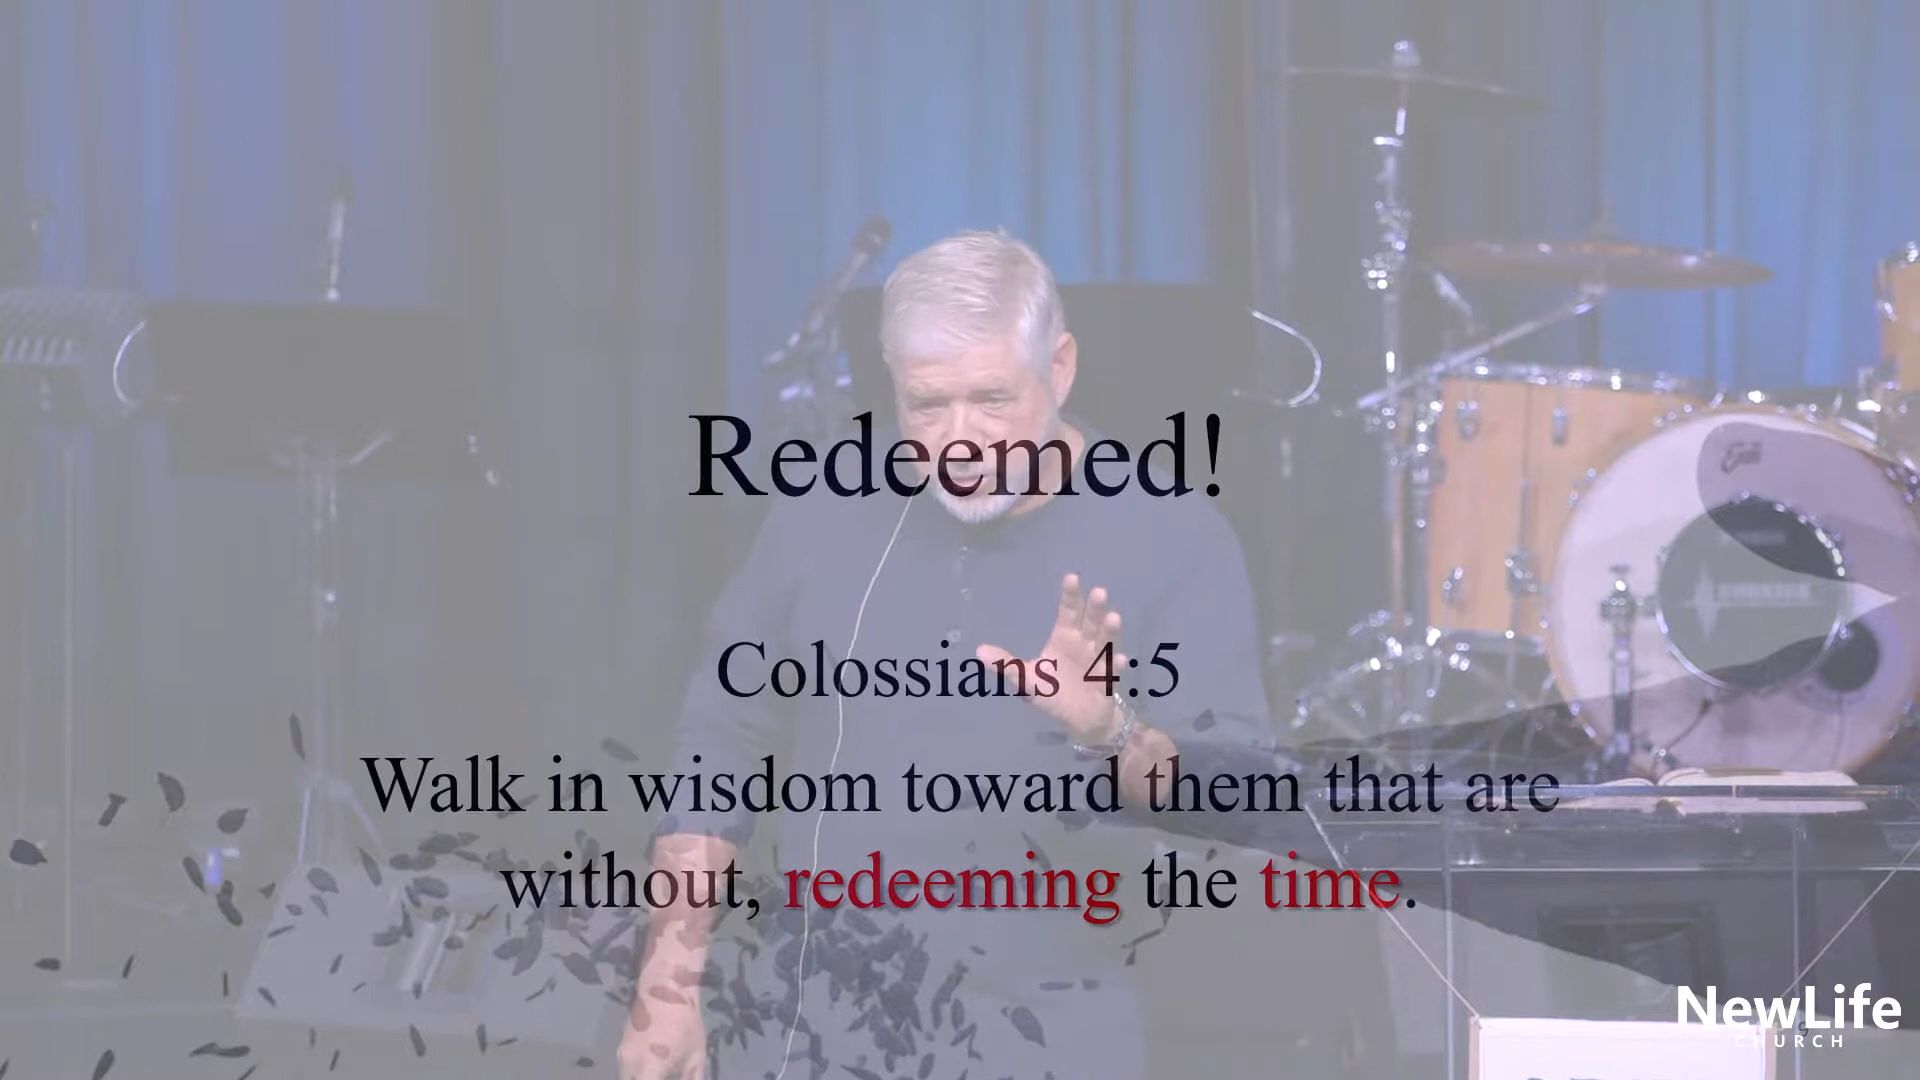 Redeemed!
Colossians 4:5
Walk in wisdom toward them that are
without, redeeming the time.
NewLife
CHURCH